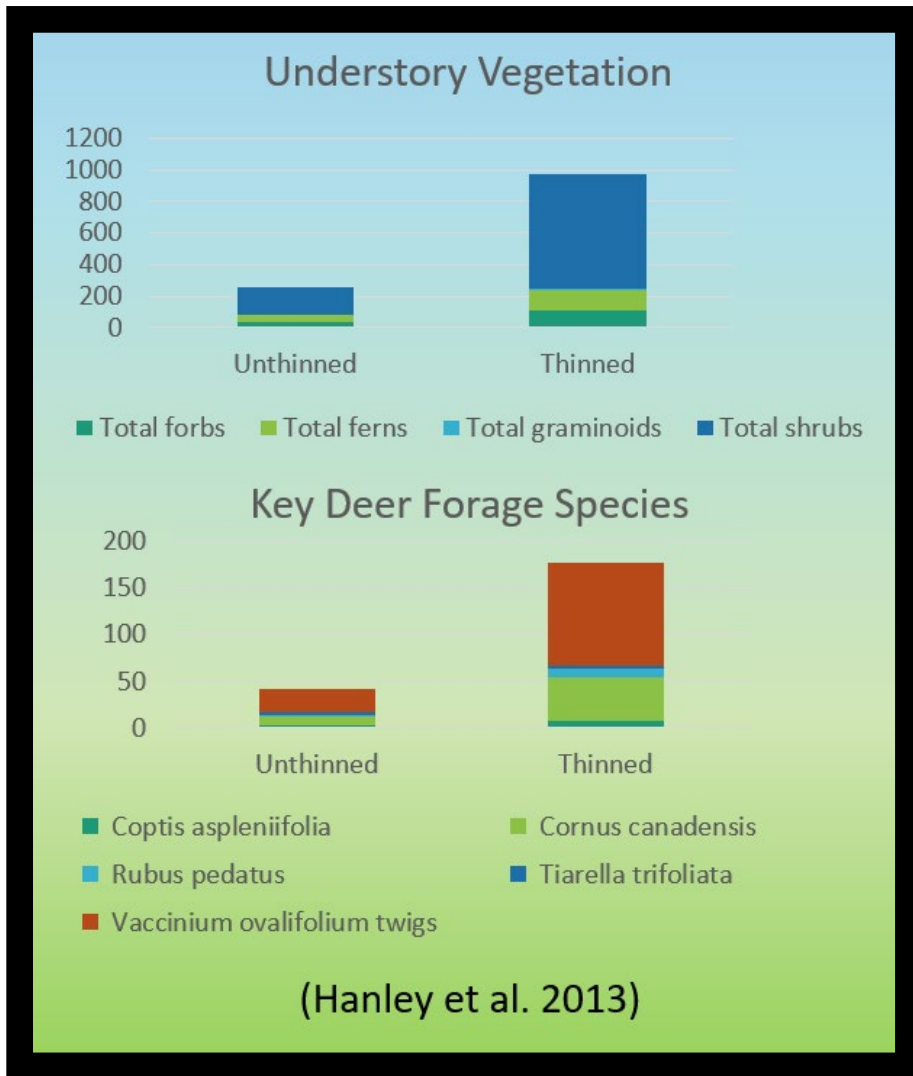 Understory Vegetation
1200
1000
800
600
400
200
0
Unthinned Thinned
Total forbs Total ferns Total graminoids Total shrubs
Key Deer Forage Species
200
150
100
50
0
Unthinned Thinned
Coptis aspleniifolia Cornus canadensis
Rubus pedatus Tiarella trifoliata
Vaccinium ovalifolium twigs
(Hanley et al. 2013)